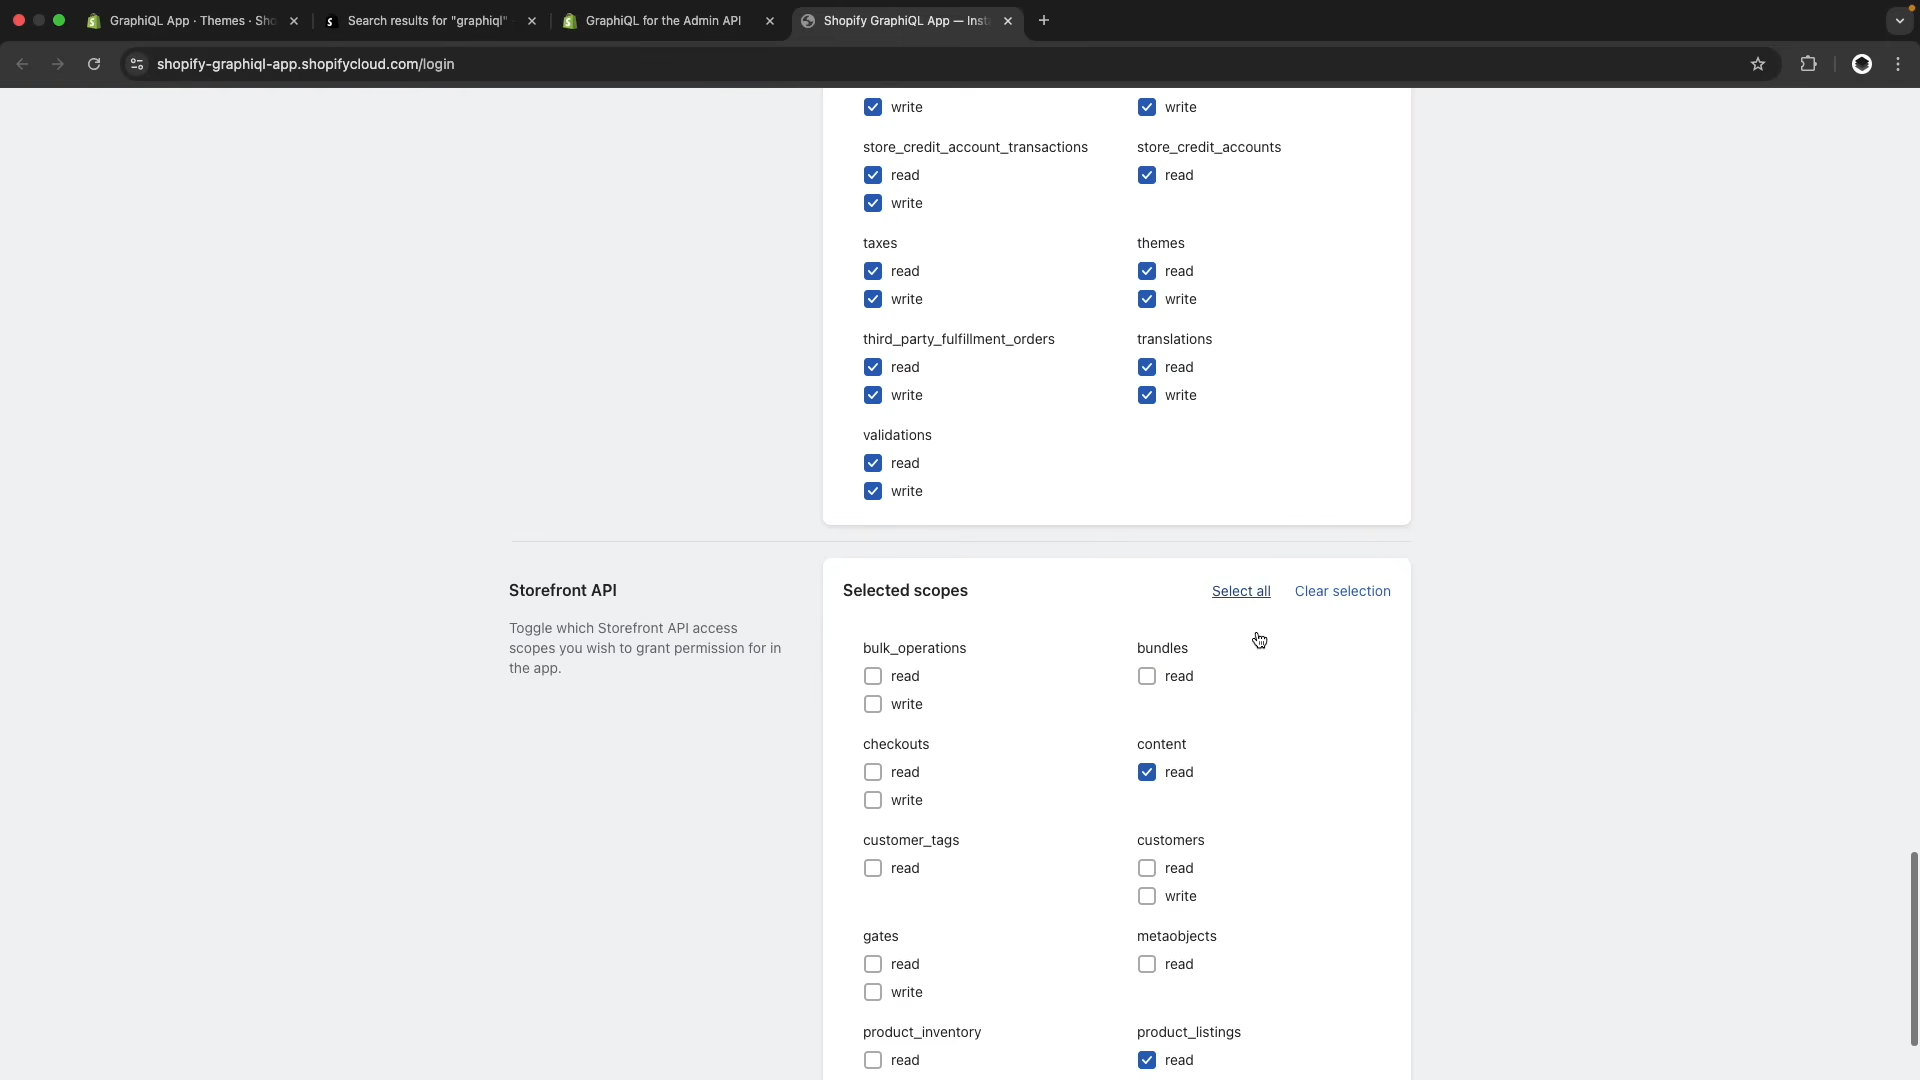 GraphiQL App · Themes · Sho
Search results for "graphiql"
GraphiQL for the Admin API
Shopify GraphiQL App — Inst
shopify-graphiql-app.shopifycloud.com/login
write
write
store_credit_account_transactions
store_credit_accounts
read
read
write
taxes
themes
read
read
write
write
third_party_fulfillment_orders
translations
read
read
write
write
validations
read
write
Storefront API
Toggle which Storefront API access
scopes you wish to grant permission for in
the app.
Selected scopes
Select all
Clear selection
bulk_operations
bundles
read
read
write
checkouts
content
read
read
write
customer_tags
customers
read
read
write
gates
metaobjects
read
read
write
product_inventory
product_listings
read
read